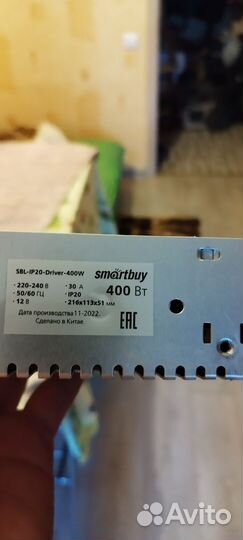 SBL-IP20-Driver-400W
smartbuy
· 220-240 В · 30 А
· 50/60 ГЦ · IP20
400 Вт
· 12 В · 216x113x51 мм
Дата производства 11-2022
Сделано в Китае.
EAC
Avito